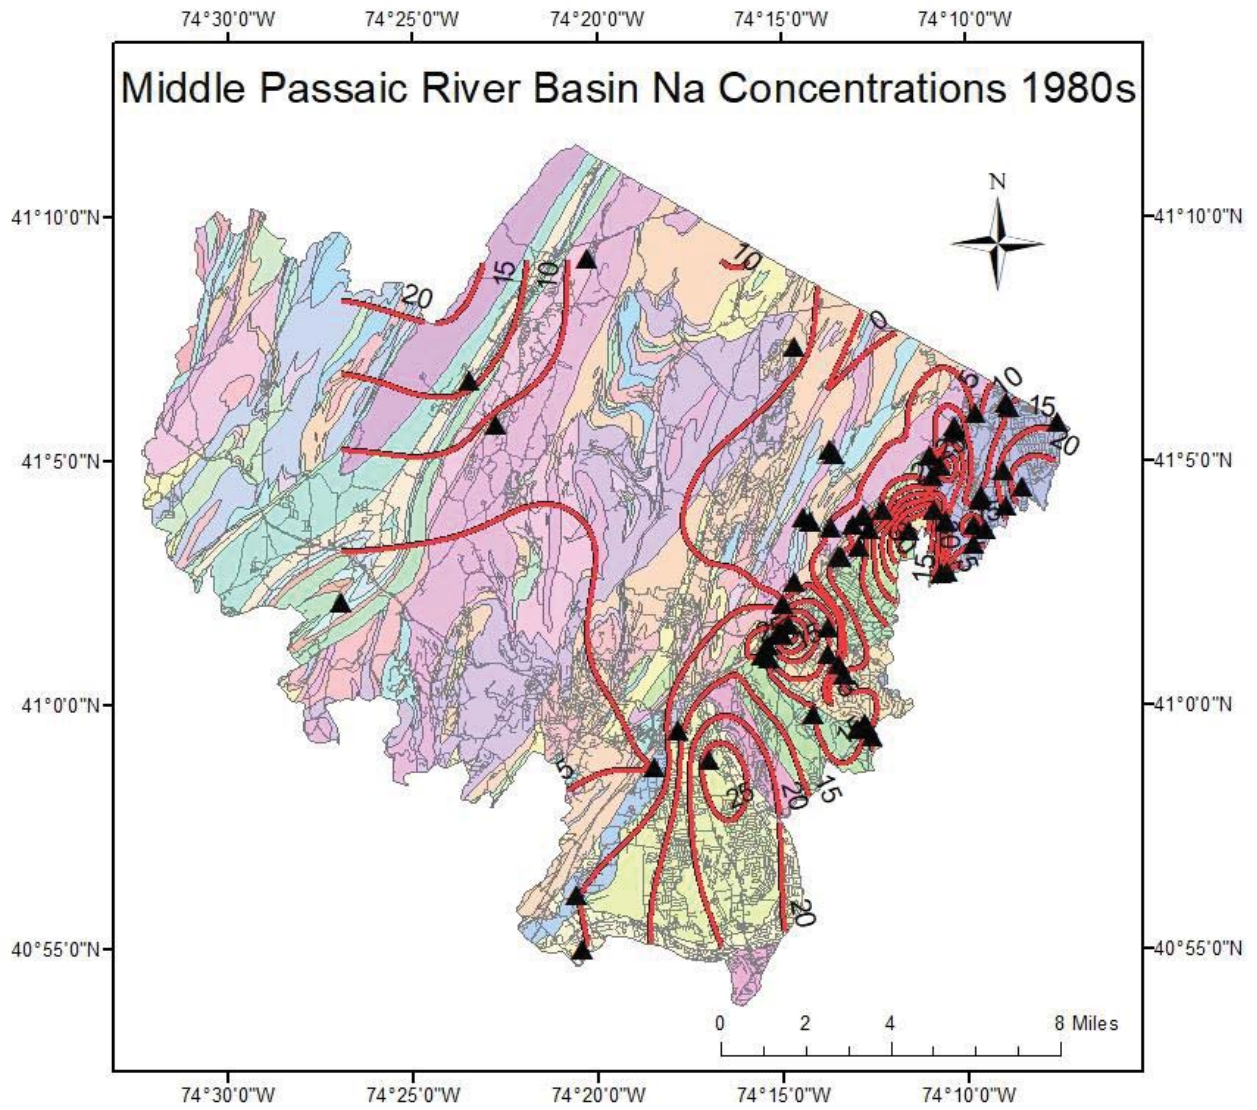 74°30'0"W 74°25'0"W 74°20'0"W 74°15'0"W 74°10'0"W
Middle Passaic River Basin Na Concentrations 1980s
N
41°10'0"N 41°10'0"N
10
15 10
20
0
5 10
15
20
41°5'0"N 41°5'0"N
15
5
41°0'0"N 41°0'0"N
5
25 20 15
20
40°55'0"N 40°55'0"N
0 2 4 8 Miles
74°30'0"W 74°25'0"W 74°20'0"W 74°15'0"W 74°10'0"W